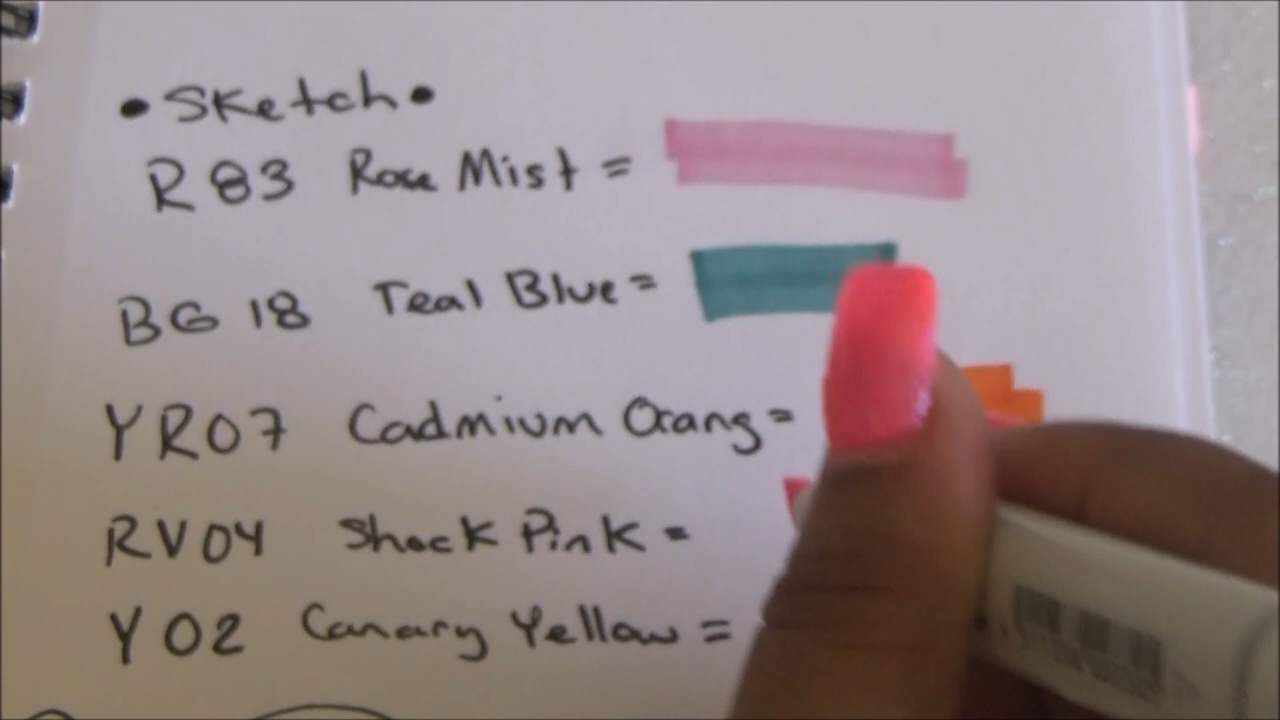 •Sketch•
R83 Rose Mist =
BG18 Teal Blue =
YR07 Cadmium Orang=
RV04 Shock Pink =
Y02 Canary Yellow =